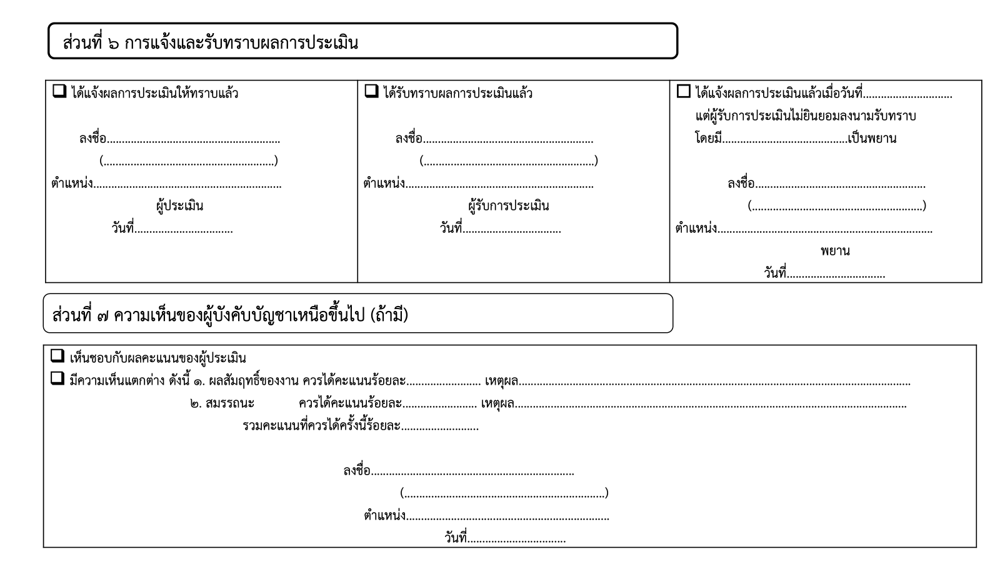 ส่วนที่ ๖ การแจ้งและรับทราบผลการประเมิน
❑ ได้แจ้งผลการประเมินให้ทราบแล้ว
ลงชื่อ..........................................................
(.........................................................)
ตำแหน่ง...............................................................
ผู้ประเมิน
วันที่.................................
❑ ได้รับทราบผลการประเมินแล้ว
ลงชื่อ.........................................................
(.........................................................)
ตำแหน่ง...............................................................
ผู้รับการประเมิน
วันที่.................................
☐ ได้แจ้งผลการประเมินแล้วเมื่อวันที่..............................
แต่ผู้รับการประเมินไม่ยินยอมลงนามรับทราบ
โดยมี..........................................เป็นพยาน
ลงชื่อ.........................................................
(.........................................................)
ตำแหน่ง........................................................................
พยาน
วันที่.................................
ส่วนที่ ๗ ความเห็นของผู้บังคับบัญชาเหนือขึ้นไป (ถ้ามี)
❑ เห็นชอบกับผลคะแนนของผู้ประเมิน
❑ มีความเห็นแตกต่าง ดังนี้ ๑. ผลสัมฤทธิ์ของงาน ควรได้คะแนนร้อยละ......................... เหตุผล...................................................................................................................................
๒. สมรรถนะ ควรได้คะแนนร้อยละ......................... เหตุผล...................................................................................................................................
รวมคะแนนที่ควรได้ครั้งนี้ร้อยละ..........................
ลงชื่อ....................................................................
(...................................................................)
ตำแหน่ง....................................................................
วันที่.................................